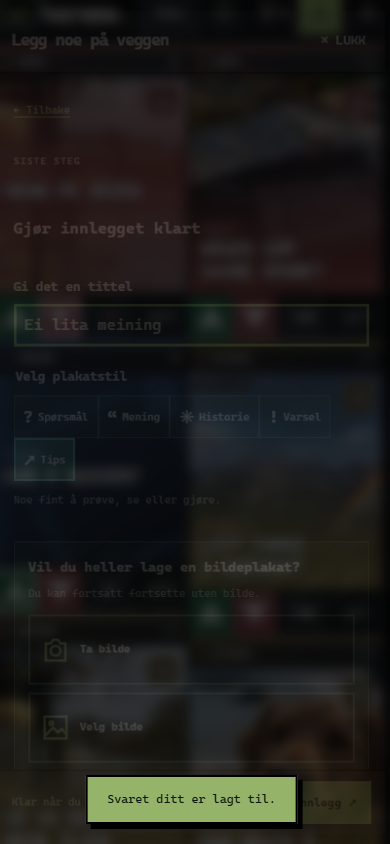 Legg noe på veggen
× LUKK
← Tilbake
SISTE STEG
Gjør innlegget klart
Gi det en tittel
Ei lita meining
Velg plakatstil
? Spørsmål
“ Mening
✳ Historie
! Varsel
↗ Tips
Noe fint å prøve, se eller gjøre.
Vil du heller lage en bildeplakat?
Du kan fortsatt fortsette uten bilde.
Ta bilde
Velg bilde
Klar når du
Svaret ditt er lagt til.
nnlegg ↗